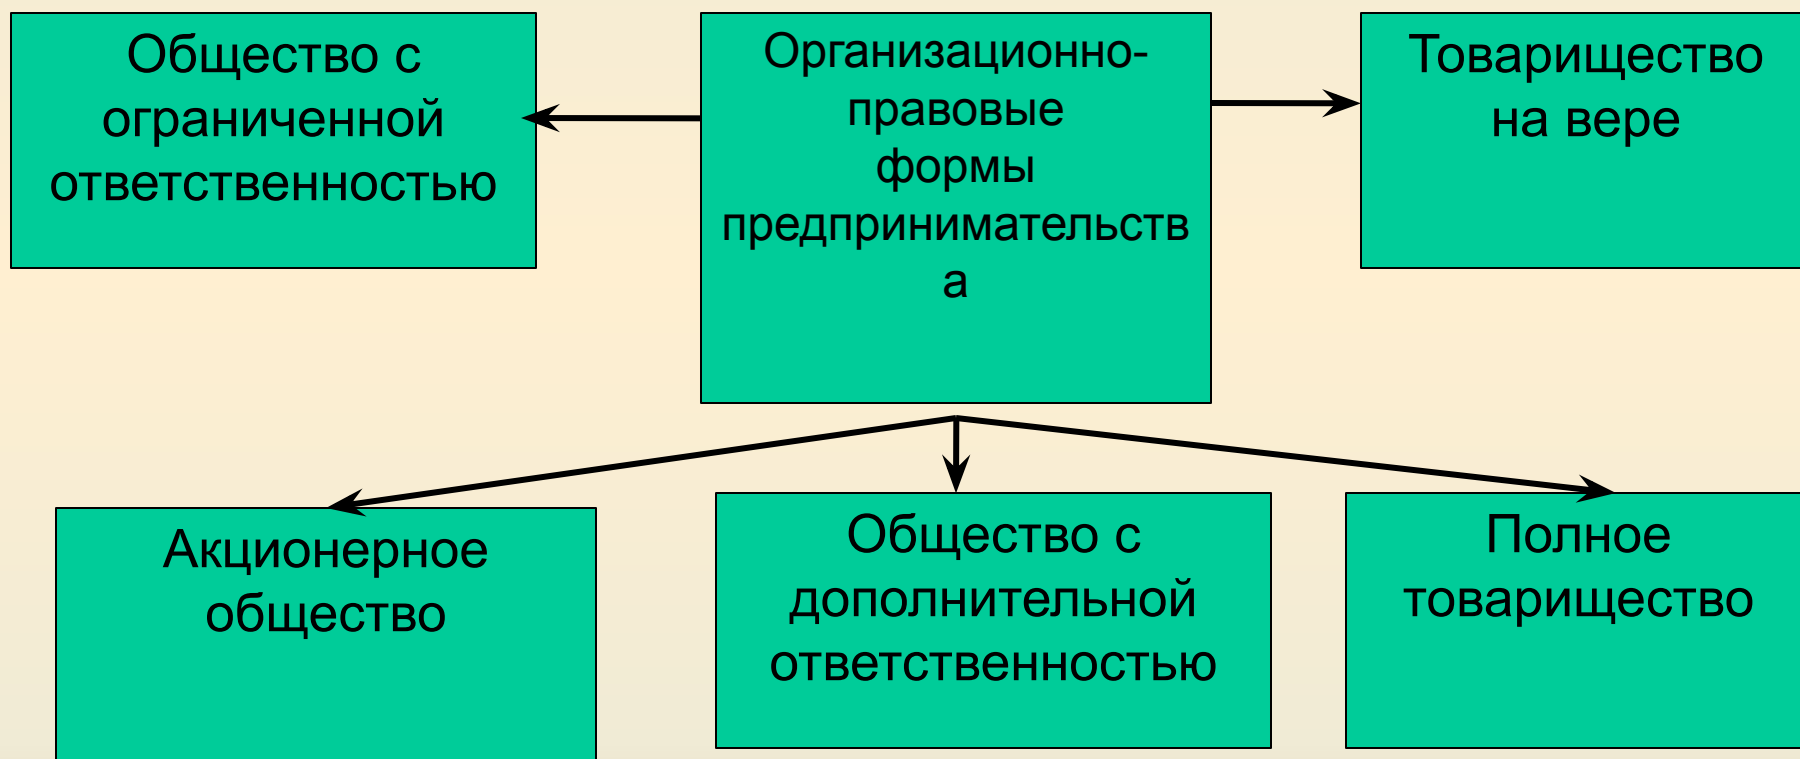 Общество с
ограниченной
ответственностью
Организационно-
правовые
формы
предпринимательств
а
Товарищество
на вере
Акционерное
общество
Общество с
дополнительной
ответственностью
Полное
товарищество